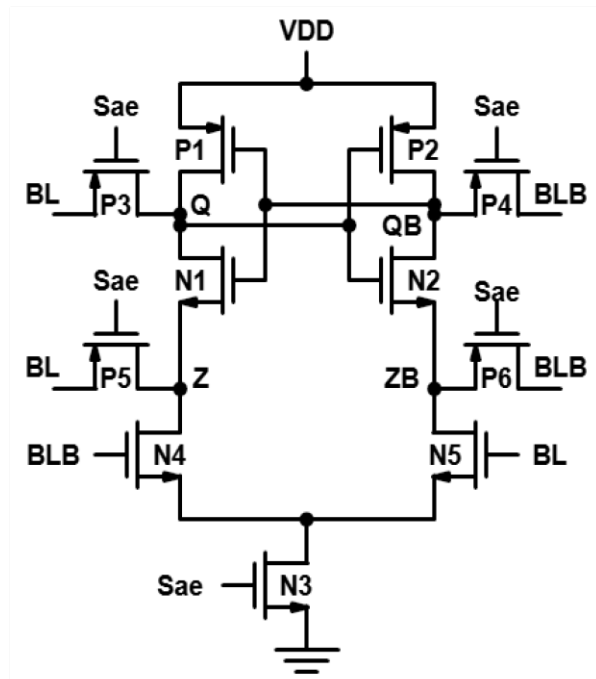 VDD
Sae Sae
P1 P2
BL P3 Q QB P4 BLB
N1 N2
Sae Sae
BL P5 Z ZB P6 BLB
BLB N4 N5 BL
Sae N3